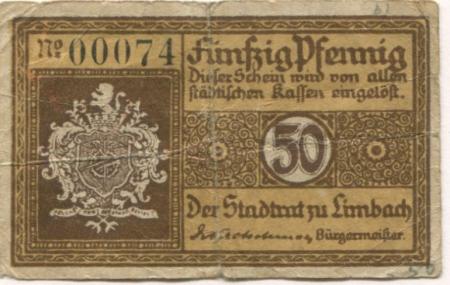 No 00074
Fünfzig Pfennig
Dieser Schein wird von allen
städtischen Kassen eingelöst.
50
Der Stadtrat zu Limbach
Bürgermeister.